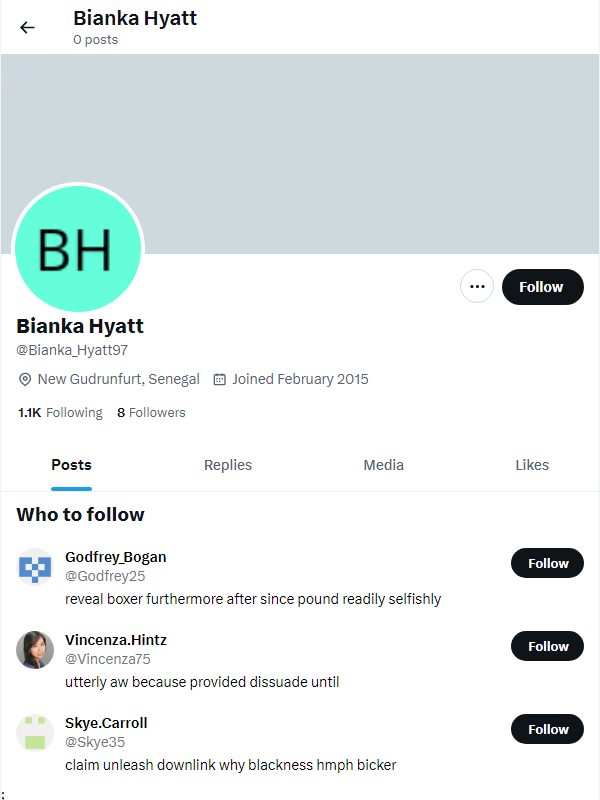 Bianka Hyatt
0 posts
BH
Follow
Bianka Hyatt
@Bianka_Hyatt97
New Gudrunfurt, Senegal Joined February 2015
1.1K Following 8 Followers
Posts Replies Media Likes
Who to follow
Godfrey_Bogan
@Godfrey25
Follow
reveal boxer furthermore after since pound readily selfishly
Vincenza.Hintz
@Vincenza75
Follow
utterly aw because provided dissuade until
Skye.Carroll
@Skye35
Follow
claim unleash downlink why blackness hmph bicker
;